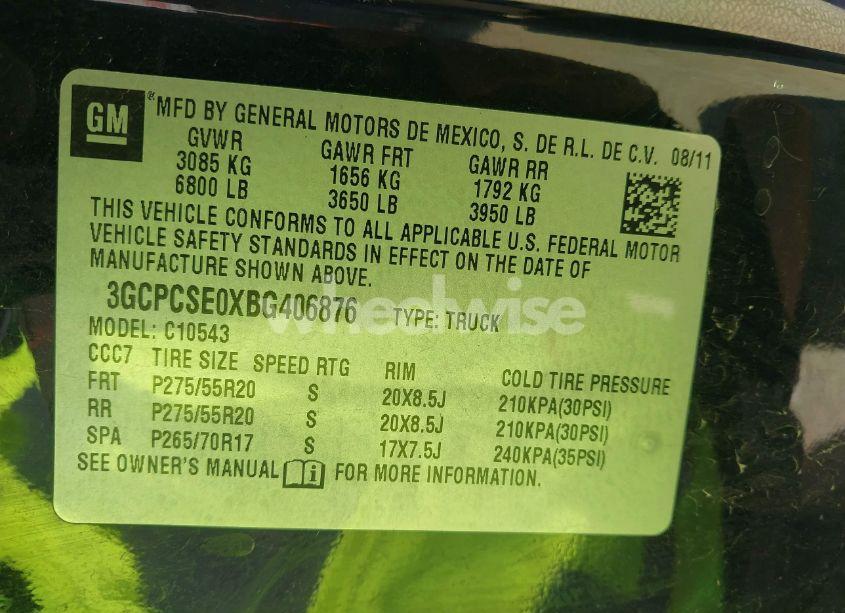 GM
® MFD BY GENERAL MOTORS DE MEXICO, S. DE R.L. DE C.V. 08/11
GVWR GAWR FRT GAWR RR
3085 KG 1656 KG 1792 KG
6800 LB 3650 LB 3950 LB
THIS VEHICLE CONFORMS TO ALL APPLICABLE U.S. FEDERAL MOTOR
VEHICLE SAFETY STANDARDS IN EFFECT ON THE DATE OF
MANUFACTURE SHOWN ABOVE.
3GCPCSE0XBG406876 TYPE: TRUCK
wheelwise
MODEL: C10543
CCC7 TIRE SIZE SPEED RTG RIM COLD TIRE PRESSURE
FRT P275/55R20 S 20X8.5J 210KPA(30PSI)
RR P275/55R20 S 20X8.5J 210KPA(30PSI)
SPA P265/70R17 S 17X7.5J 240KPA(35PSI)
SEE OWNER'S MANUAL FOR MORE INFORMATION.